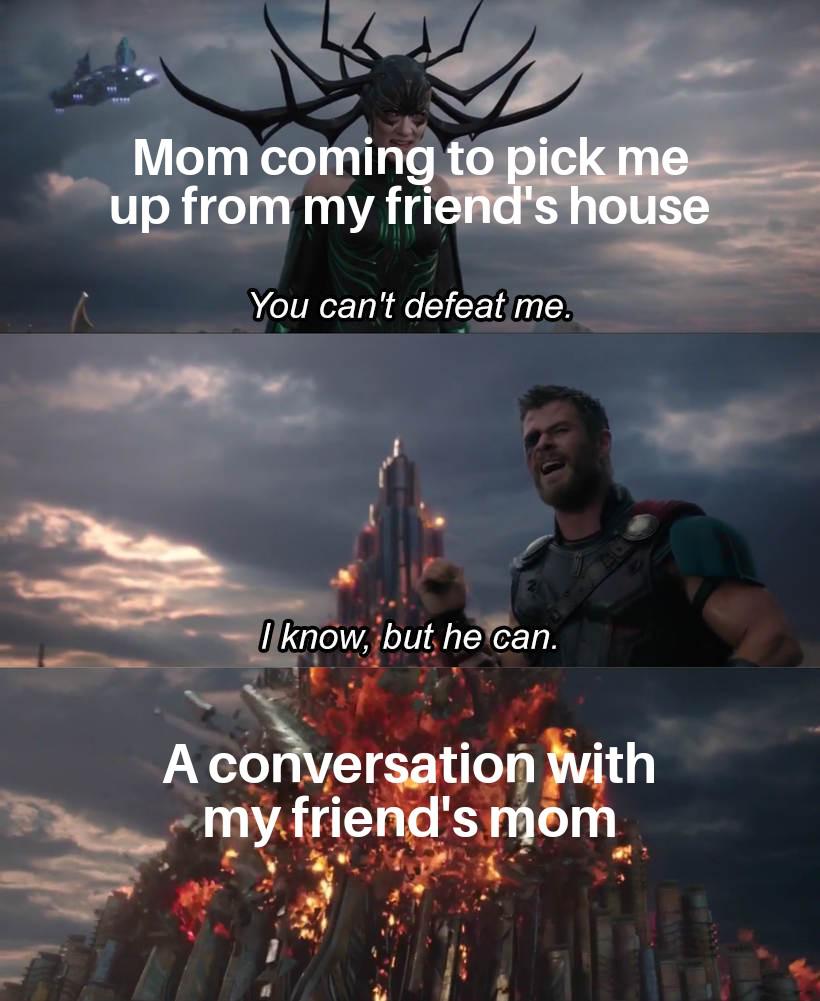 Mom coming to pick me
up from my friend's house
You can't defeat me.
I know, but he can.
A conversation with
my friend's mom